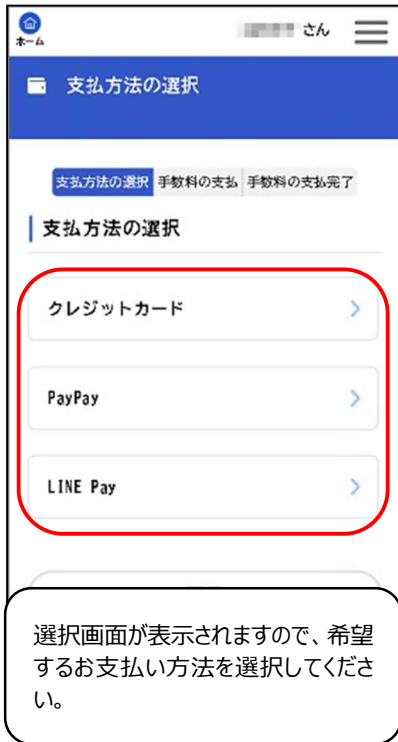 ホーム
さん
支払方法の選択
支払方法の選択 手数料の支払 手数料の支払完了
支払方法の選択
クレジットカード
PayPay
LINE Pay
選択画面が表示されますので、希望
するお支払い方法を選択してくださ
い。